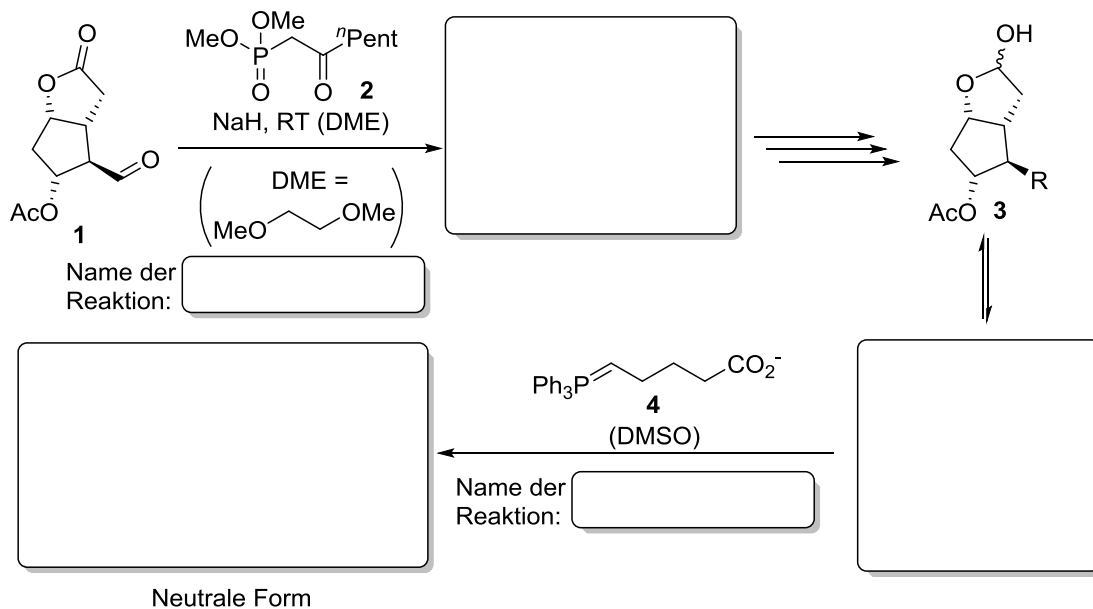 O
O
O
AcO
1
OMe
MeO
P
O
O
nPent
2
NaH, RT (DME)
DME =
MeO
OMe
Name der
Reaktion:
OH
O
R
AcO
3
Ph3P
CO2-
4
(DMSO)
Name der
Reaktion:
Neutrale Form